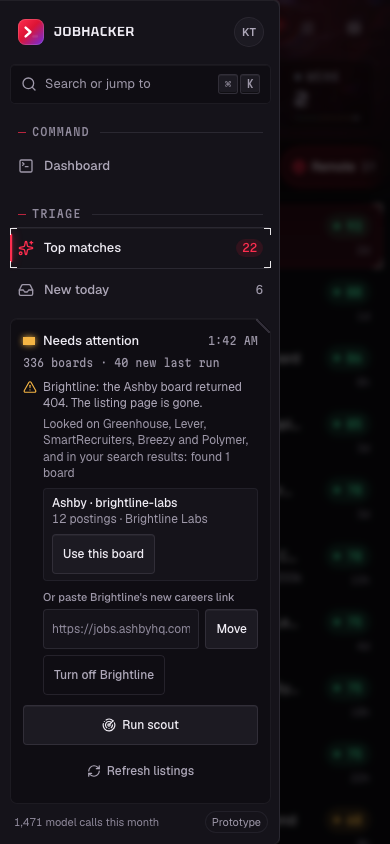 JOBHACKER
KT
Search or jump to
⌘ K
COMMAND
Dashboard
TRIAGE
Top matches 22
New today 6
Needs attention 1:42 AM
336 boards · 40 new last run
Brightline: the Ashby board returned
404. The listing page is gone.
Looked on Greenhouse, Lever,
SmartRecruiters, Breezy and Polymer,
and in your search results: found 1
board
Ashby · brightline-labs
12 postings · Brightline Labs
Use this board
Or paste Brightline's new careers link
https://jobs.ashbyhq.com
Move
Turn off Brightline
Run scout
Refresh listings
1,471 model calls this month
Prototype